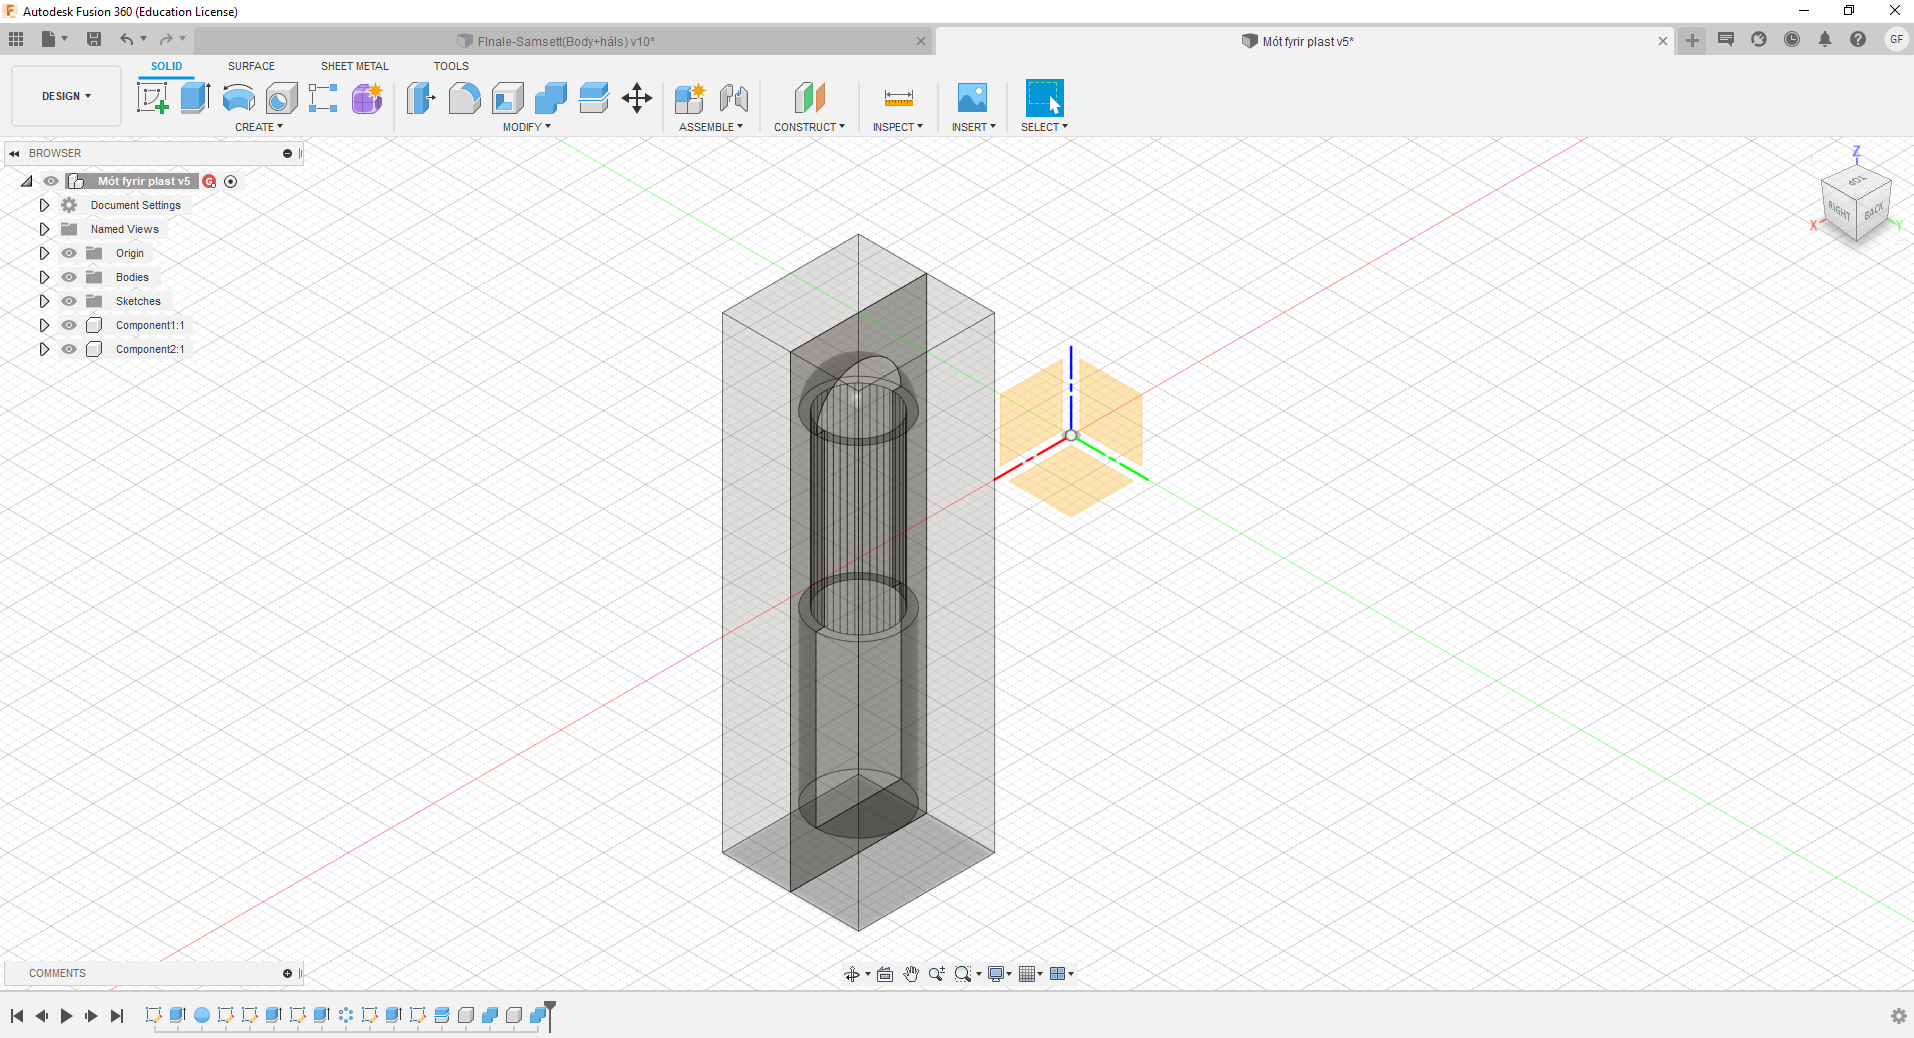 Autodesk Fusion 360 (Education License)
FInale-Samsett(Body+háls) v10*
Mót fyrir plast v5*
GF
SOLID
SURFACE
SHEET METAL
TOOLS
DESIGN
CREATE
MODIFY
ASSEMBLE
CONSTRUCT
INSPECT
INSERT
SELECT
BROWSER
Mót fyrir plast v5
Document Settings
Named Views
Origin
Bodies
Sketches
Component1:1
Component2:1
Z
TOP
RIGHT
BACK
X
Y
COMMENTS